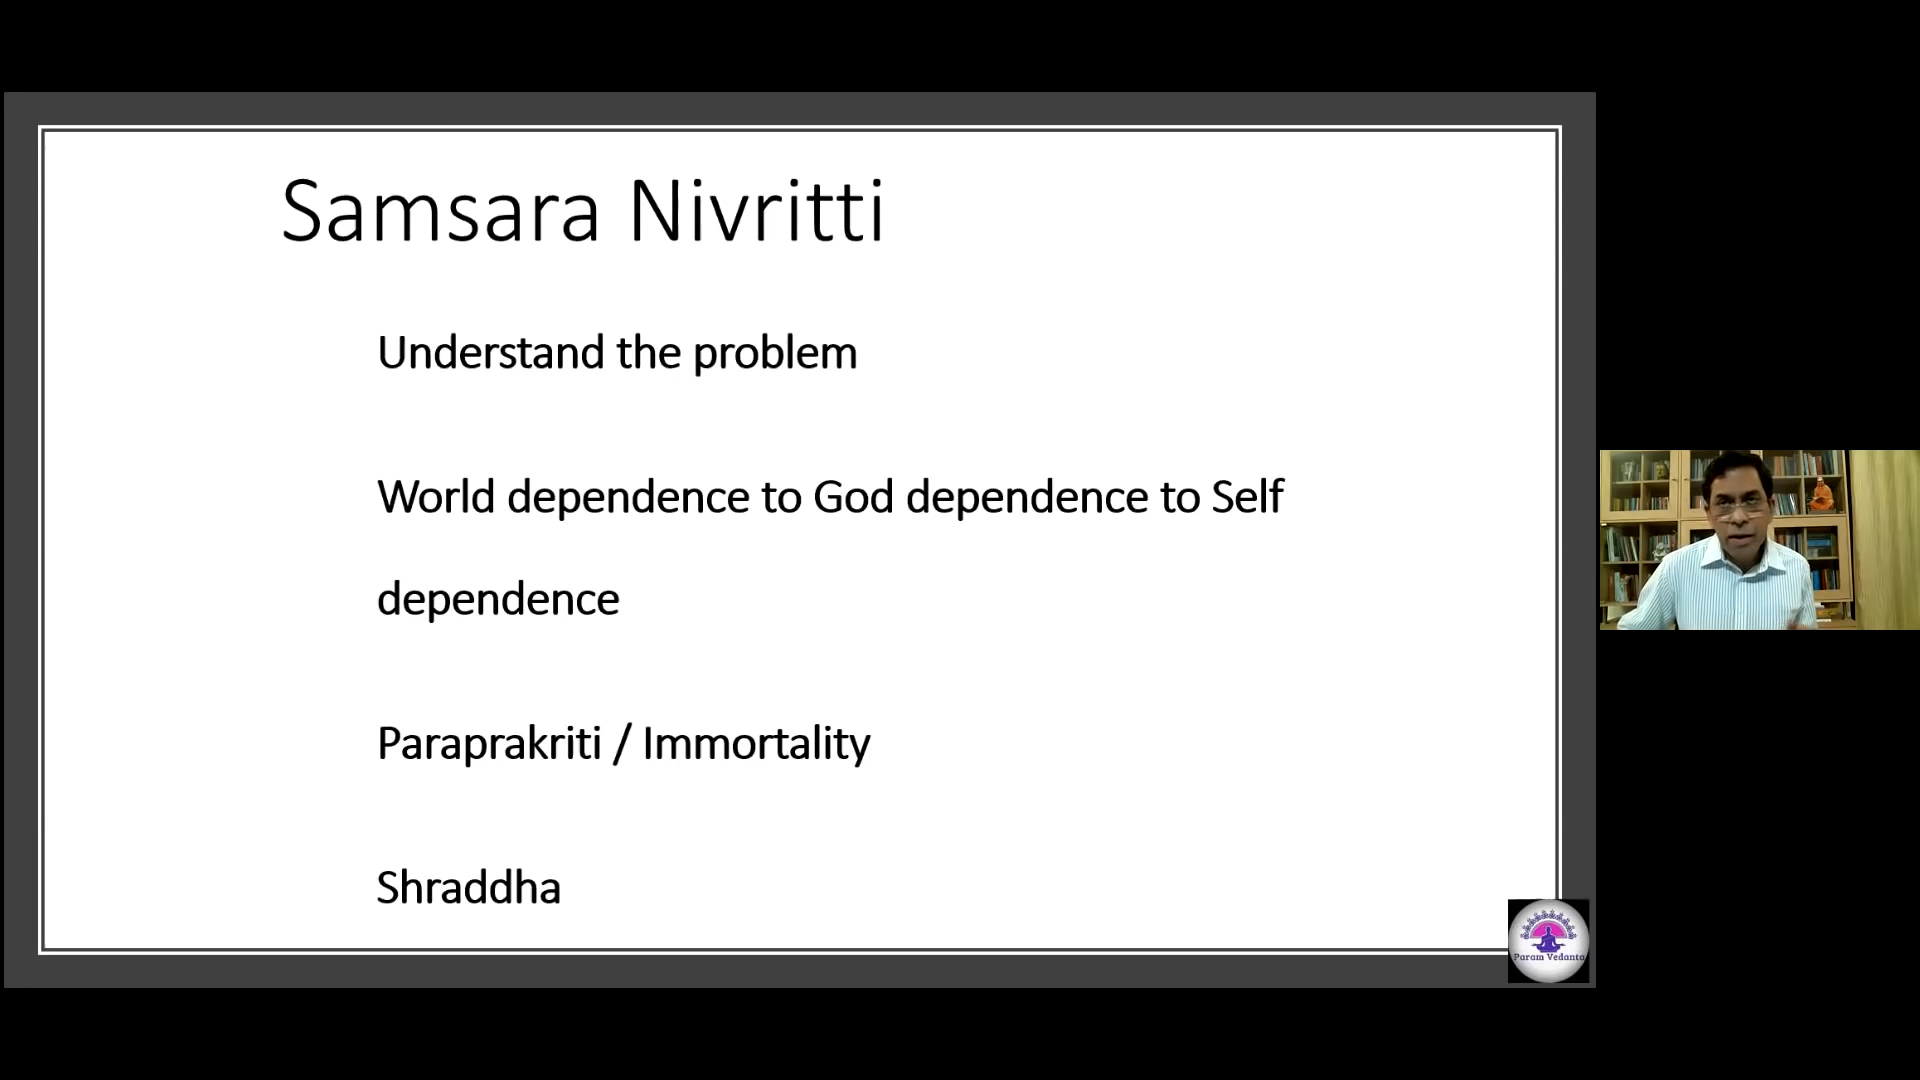 Samsara Nivritti
Understand the problem
World dependence to God dependence to Self
dependence
Paraprakriti / Immortality
Shraddha
Param Vedanta